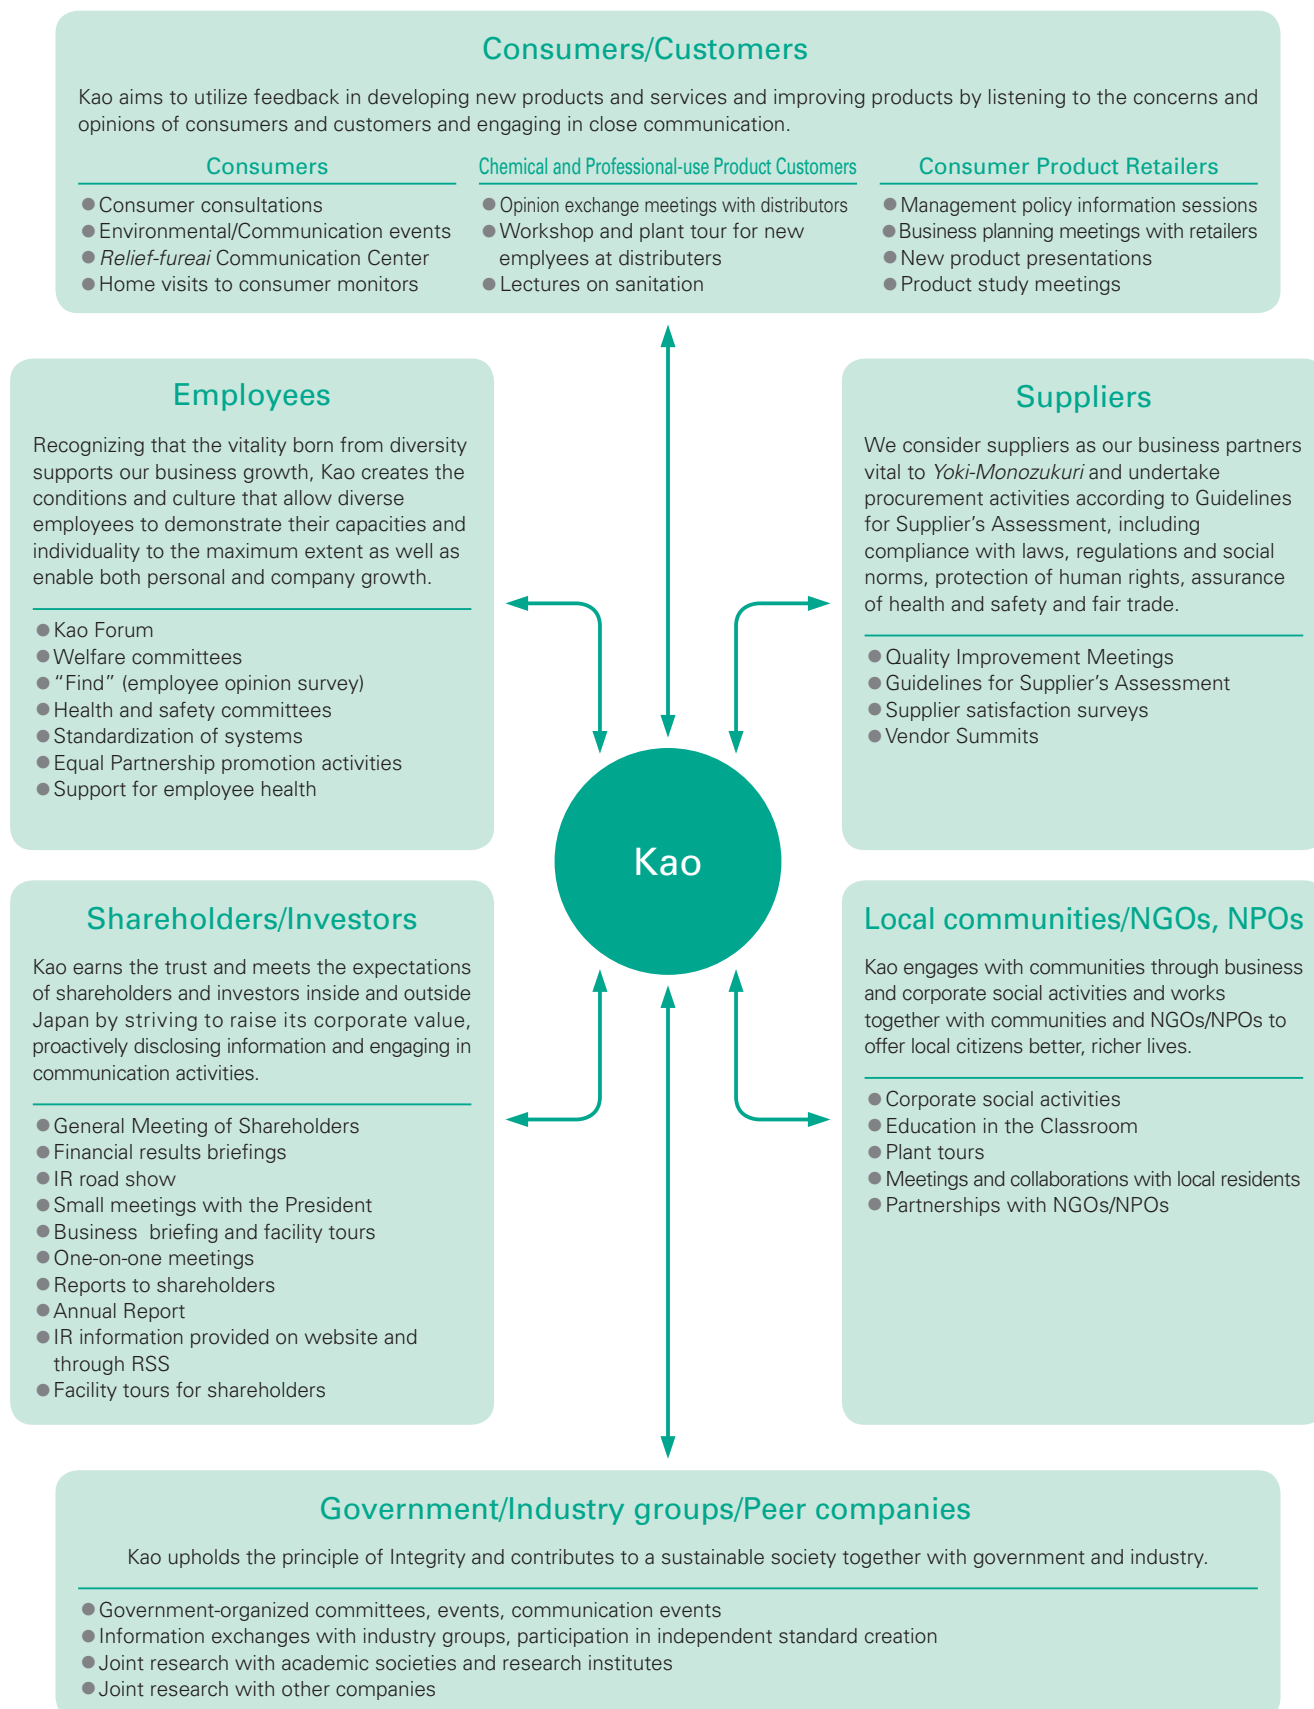 Consumers/Customers
Kao aims to utilize feedback in developing new products and services and improving products by listening to the concerns and
opinions of consumers and customers and engaging in close communication.
Consumers
● Consumer consultations
● Environmental/Communication events
● Relief-fureai Communication Center
● Home visits to consumer monitors
Chemical and Professional-use Product Customers
● Opinion exchange meetings with distributors
● Workshop and plant tour for new
emplyees at distributers
● Lectures on sanitation
Consumer Product Retailers
● Management policy information sessions
● Business planning meetings with retailers
● New product presentations
● Product study meetings
Employees
Recognizing that the vitality born from diversity
supports our business growth, Kao creates the
conditions and culture that allow diverse
employees to demonstrate their capacities and
individuality to the maximum extent as well as
enable both personal and company growth.
● Kao Forum
● Welfare committees
● “Find” (employee opinion survey)
● Health and safety committees
● Standardization of systems
● Equal Partnership promotion activities
● Support for employee health
Suppliers
We consider suppliers as our business partners
vital to Yoki-Monozukuri and undertake
procurement activities according to Guidelines
for Supplier’s Assessment, including
compliance with laws, regulations and social
norms, protection of human rights, assurance
of health and safety and fair trade.
● Quality Improvement Meetings
● Guidelines for Supplier’s Assessment
● Supplier satisfaction surveys
● Vendor Summits
Kao
Shareholders/Investors
Kao earns the trust and meets the expectations
of shareholders and investors inside and outside
Japan by striving to raise its corporate value,
proactively disclosing information and engaging in
communication activities.
● General Meeting of Shareholders
● Financial results briefings
● IR road show
● Small meetings with the President
● Business briefing and facility tours
● One-on-one meetings
● Reports to shareholders
● Annual Report
● IR information provided on website and
through RSS
● Facility tours for shareholders
Local communities/NGOs, NPOs
Kao engages with communities through business
and corporate social activities and works
together with communities and NGOs/NPOs to
offer local citizens better, richer lives.
● Corporate social activities
● Education in the Classroom
● Plant tours
● Meetings and collaborations with local residents
● Partnerships with NGOs/NPOs
Government/Industry groups/Peer companies
Kao upholds the principle of Integrity and contributes to a sustainable society together with government and industry.
● Government-organized committees, events, communication events
● Information exchanges with industry groups, participation in independent standard creation
● Joint research with academic societies and research institutes
● Joint research with other companies